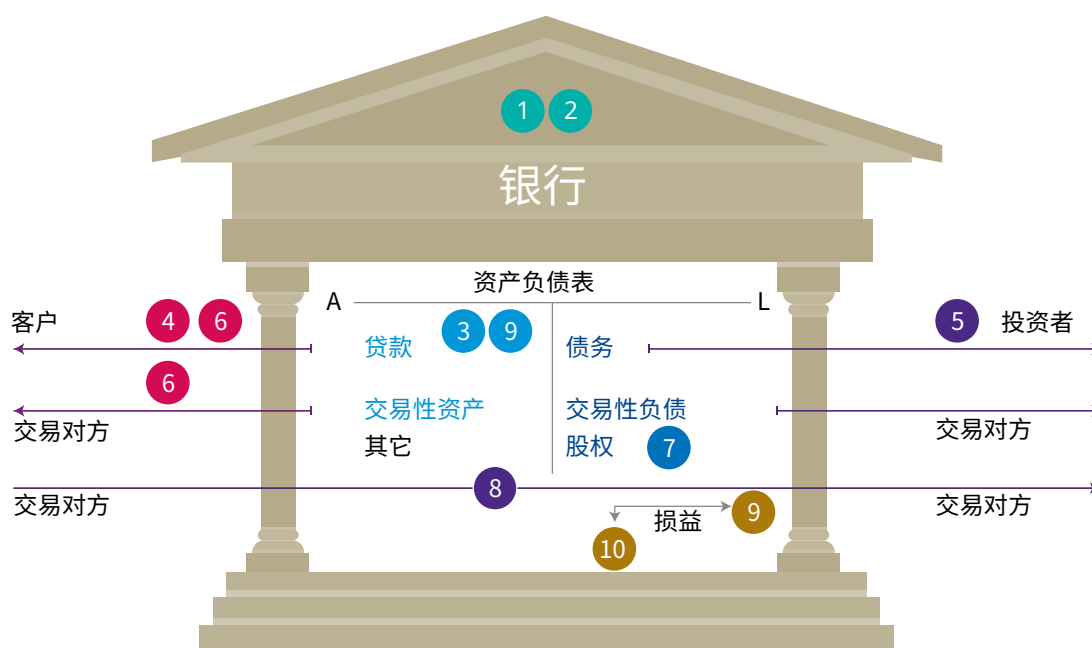 1 2
银行
资产负债表
A L
客户 4 6 3 9 5 投资者
贷款 债务
6
交易性资产 交易性负债
交易对方 交易对方
其它 股权 7
8
交易对方 交易对方
损益 9
10